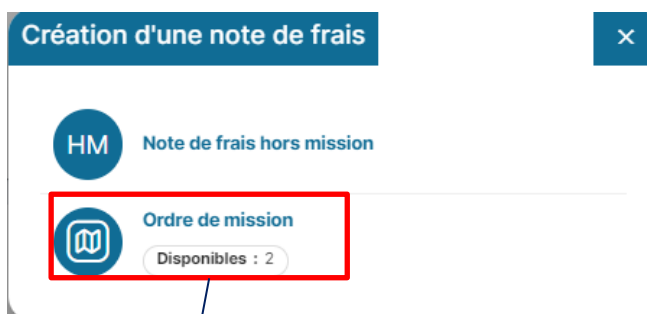 Création d'une note de frais
HM
Note de frais hors mission
Ordre de mission
Disponibles : 2